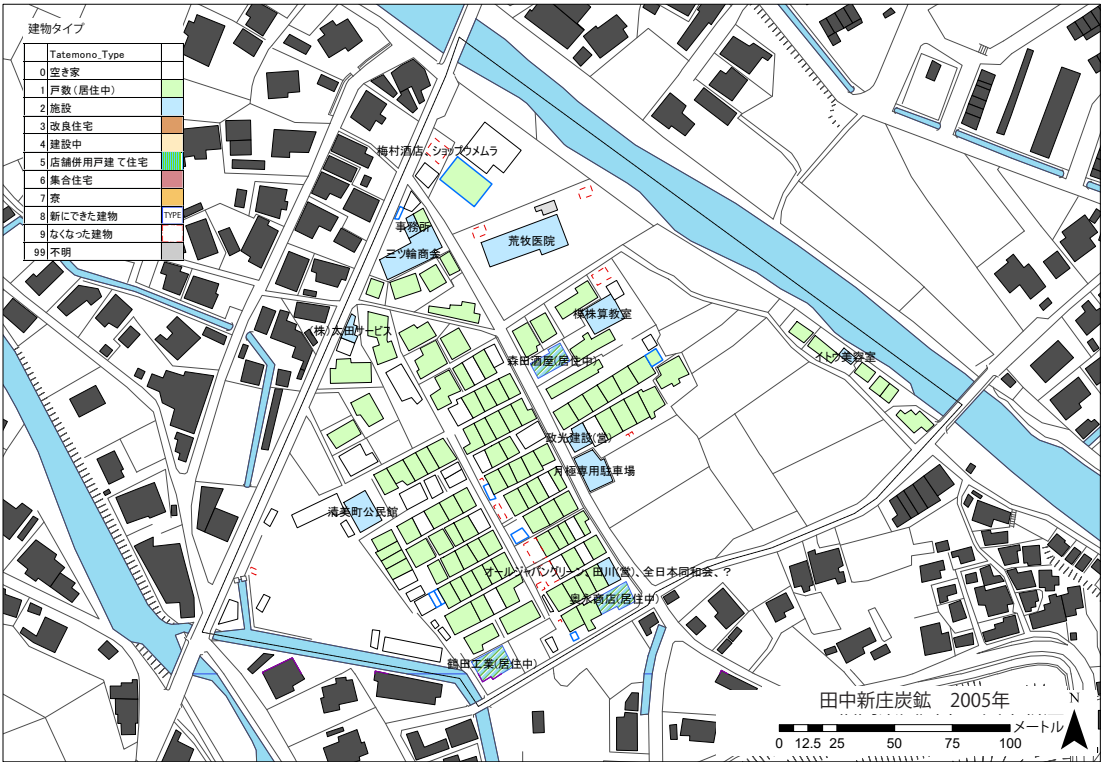 建物タイプ
Tatemono_Type
0 空き家
1 戸数(居住中)
2 施設
3 改良住宅
4 建設中
5 店舗併用戸建て住宅
6 集合住宅
7 寮
8 新にできた建物 TYPE
9 なくなった建物
99 不明
梅村酒店 ショップウメムラ
事務所
三ツ輪商会
荒牧医院
(株)太田サービス
森田酒屋(居住中)
イトウ美容室
政光建設(営)
月極専用駐車場
清美町公民館
オールジャパングリーン、田川(営)、全日本同和会、?
奥永商店(居住中)
鶴田工業(居住中)
田中新庄炭鉱 2005年
N
0 12.5 25 50 75 100 メートル